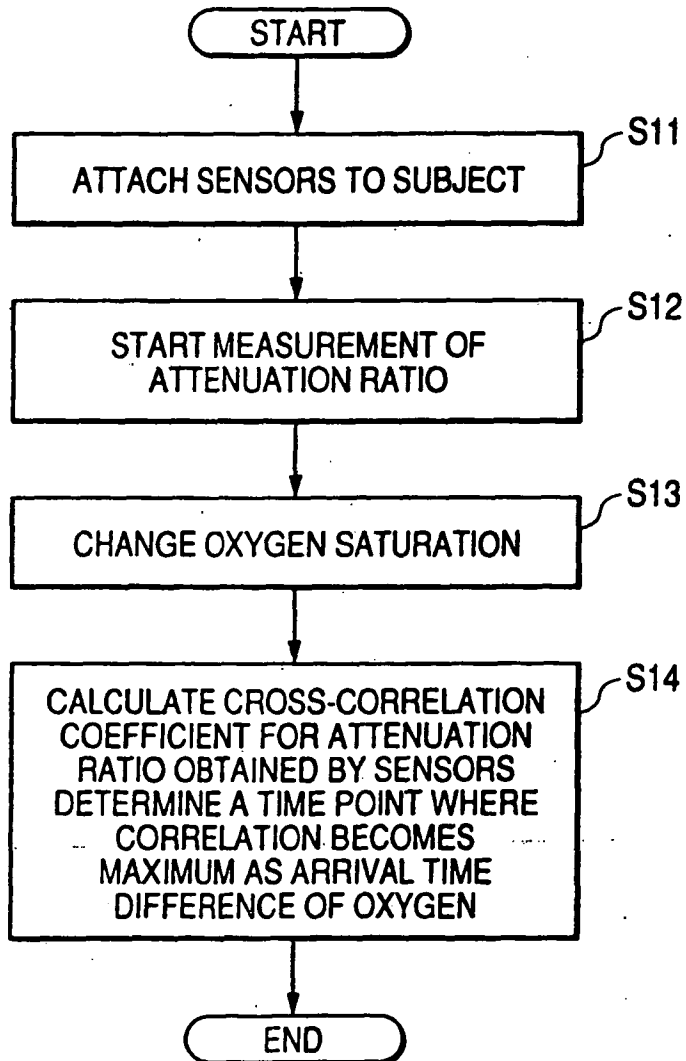 START
S11
ATTACH SENSORS TO SUBJECT
S12
START MEASUREMENT OF
ATTENUATION RATIO
S13
CHANGE OXYGEN SATURATION
S14
CALCULATE CROSS-CORRELATION
COEFFICIENT FOR ATTENUATION
RATIO OBTAINED BY SENSORS
DETERMINE A TIME POINT WHERE
CORRELATION BECOMES
MAXIMUM AS ARRIVAL TIME
DIFFERENCE OF OXYGEN
END